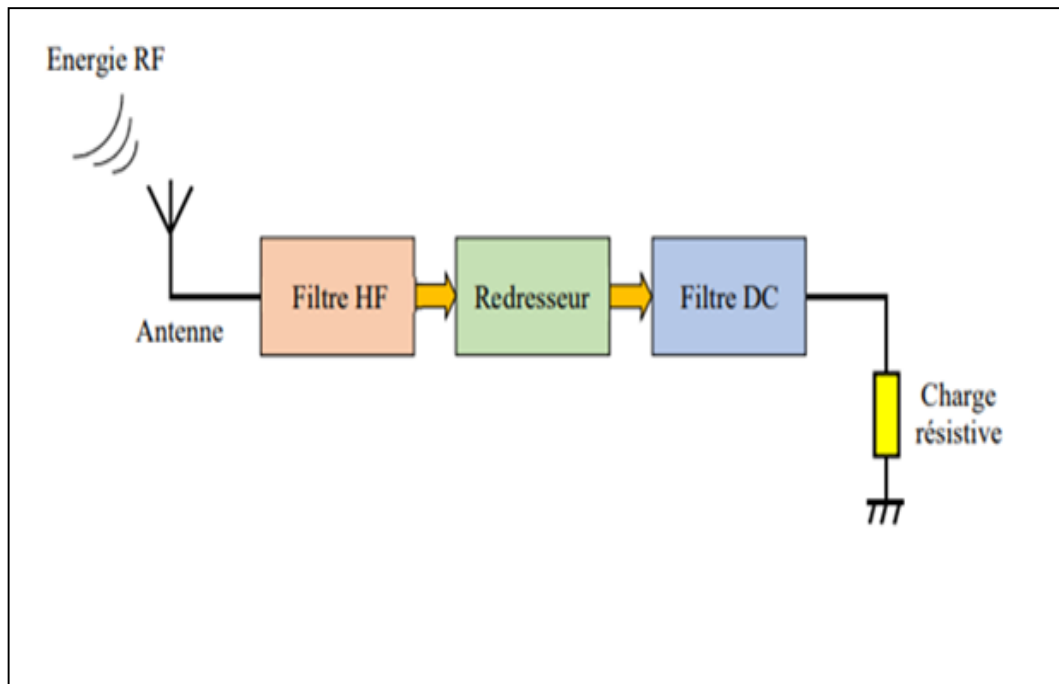 Energie RF
Antenne
Filtre HF
Redresseur
Filtre DC
Charge
résistive